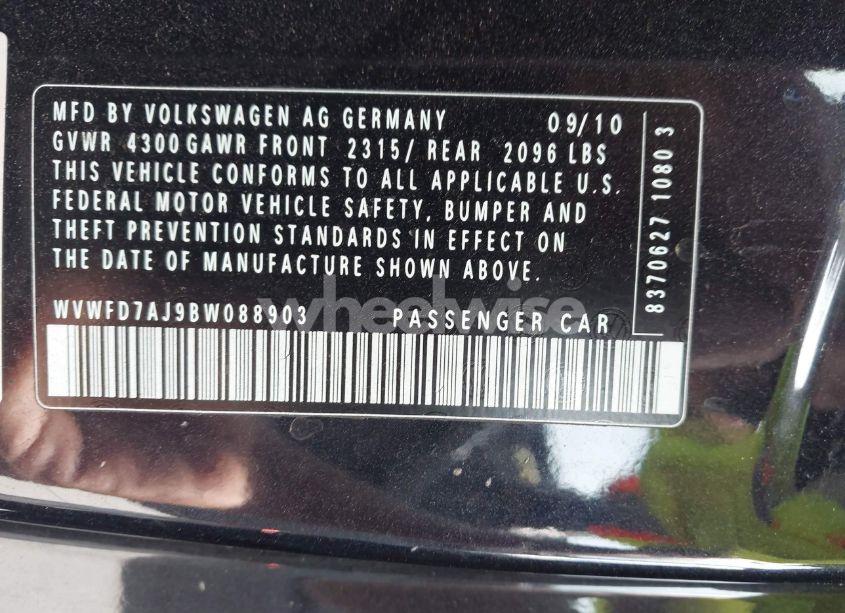 MFD BY VOLKSWAGEN AG GERMANY 09/10
GVWR 4300 GAWR FRONT 2315/ REAR 2096 LBS
THIS VEHICLE CONFORMS TO ALL APPLICABLE U.S.
FEDERAL MOTOR VEHICLE SAFETY, BUMPER AND
THEFT PREVENTION STANDARDS IN EFFECT ON
THE DATE OF MANUFACTURE SHOWN ABOVE.
WVWFD7AJ9BW088903 PASSENGER CAR
8370627 1080 3
wheelwise